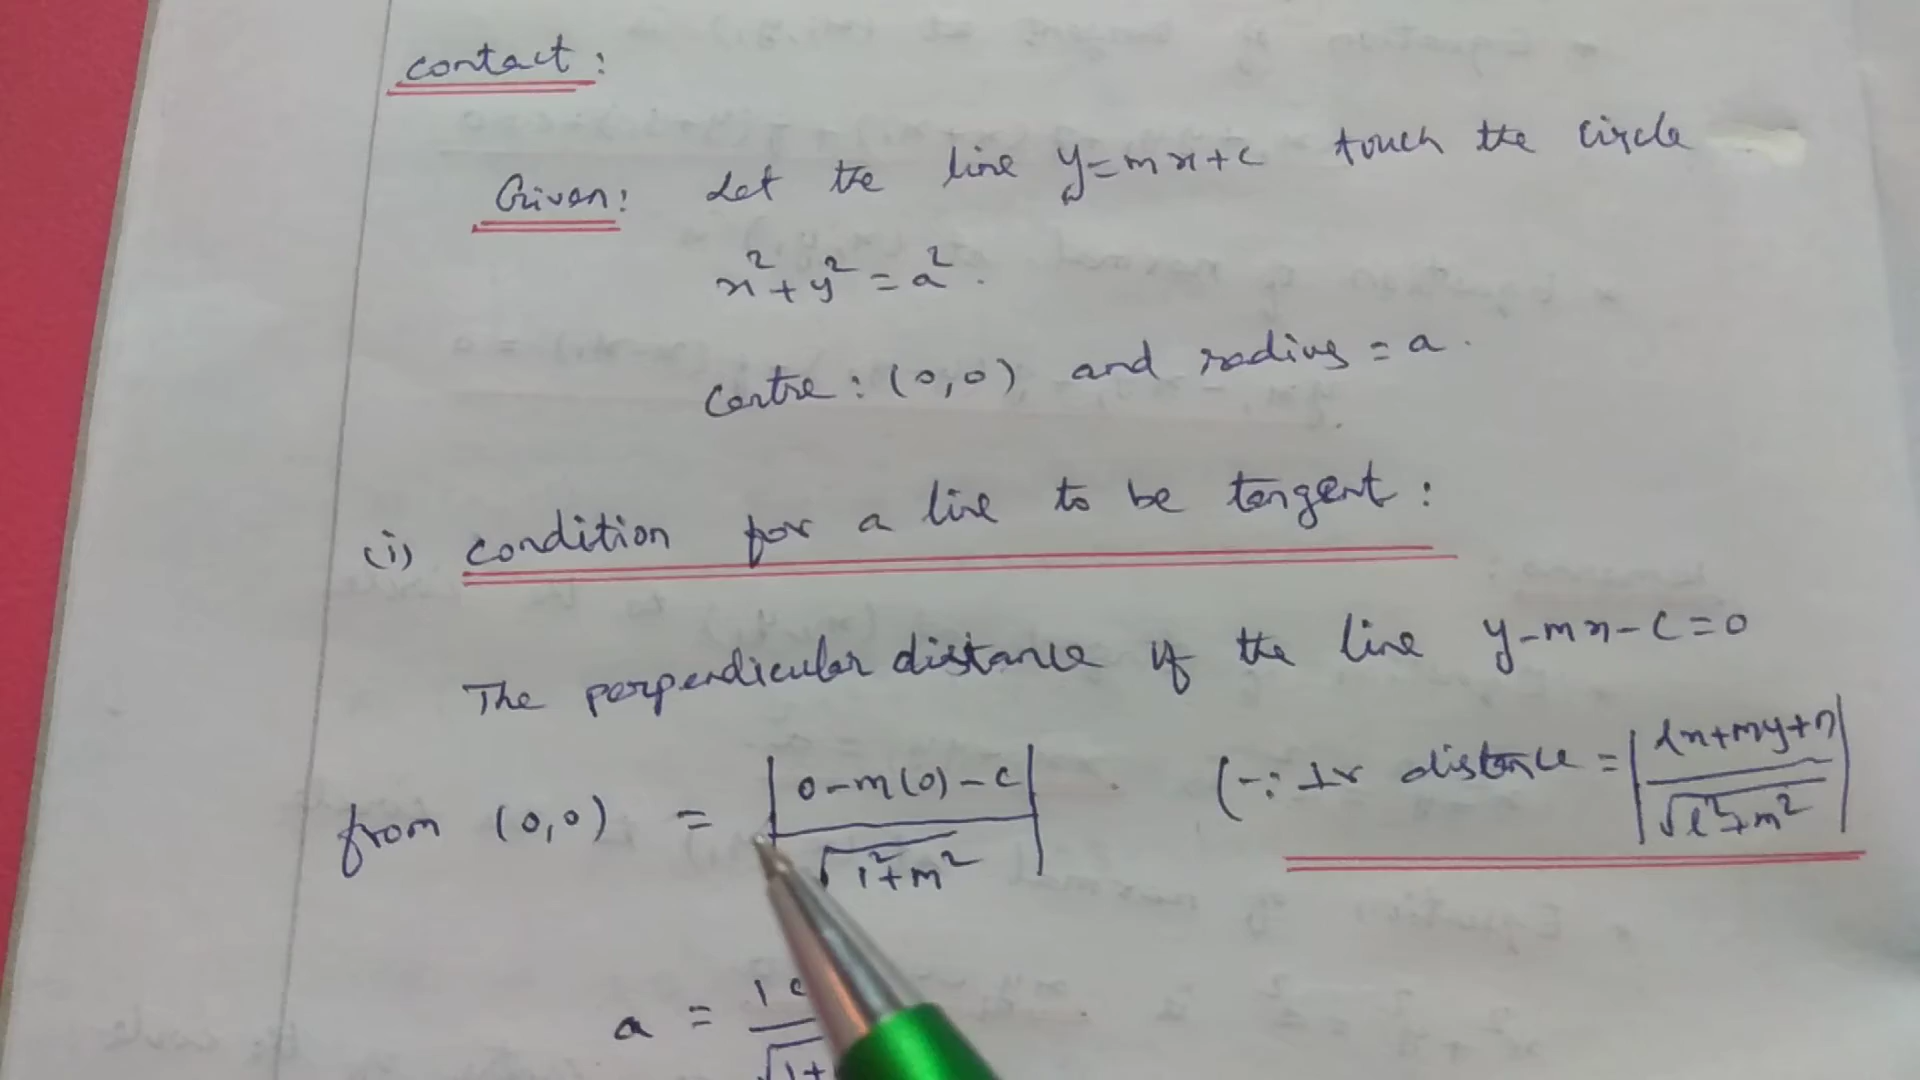 contact:
Given: Let the line y=mx+c touch the circle
x²+y²=a².
centre: (0,0) and radius = a.
(i) condition for a line to be tangent:
The perpendicular distance of the line y-mx-c=0
from (0,0) = |0-m(0)-c / √1²+m²| (∵ ⊥r distance = |lx+my+n / √l²+m²|
a = |c / √1+